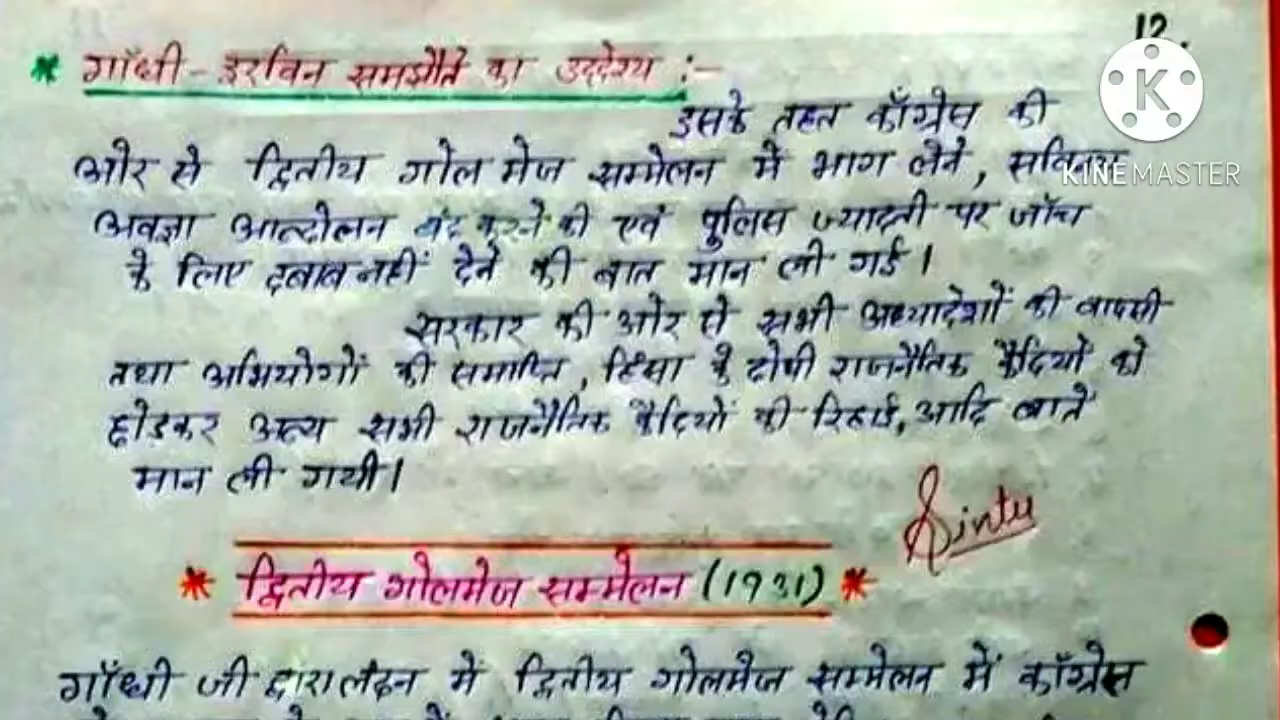 12.
* गाँधी - इरविन समझौते का उददेश्य :-
KINEMASTER
इसके तहत काँग्रेस की
ओर से द्वितीय गोल मेज सम्मेलन में भाग लेने, सविनय
अवज्ञा आन्दोलन बंद करने की एवं पुलिस ज्यादती पर जाँच
के लिए दबाव नहीं देने की बात मान ली गई।
सरकार की ओर से सभी अध्यादेशों की वापसी
तथा अभियोगों की समाप्ति, हिंसा के दोषी राजनैतिक कैदियों को
छोडकर अन्य सभी राजनैतिक कैदियों की रिहाई, आदि बातें
मान ली गयी।
Sintu
* द्वितीय गोलमेज सम्मेलन (1931) *
गाँधी जी द्वारा लंदन में द्वितीय गोलमेज सम्मेलन में काँग्रेस